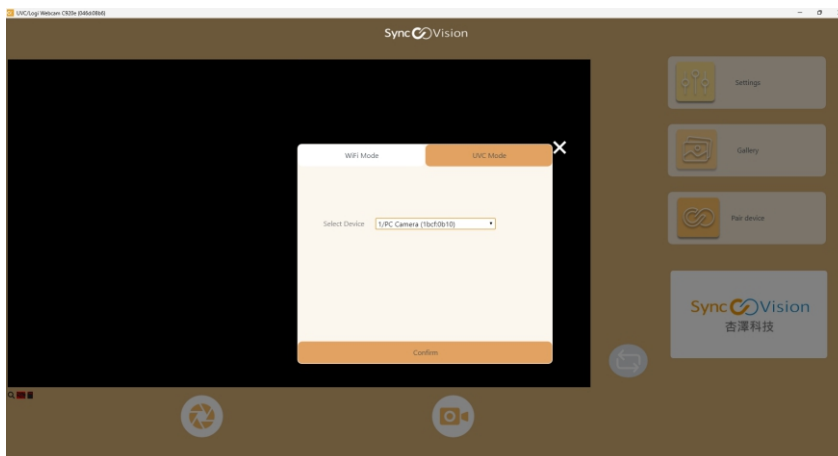 UVC/Logi Webcam C920e (046d:08b6)
Sync Vision
Settings
Gallery
Pair device
WiFi Mode
UVC Mode
Select Device
1/PC Camera (1bcf:0b10)
Confirm
Sync Vision
杏澤科技